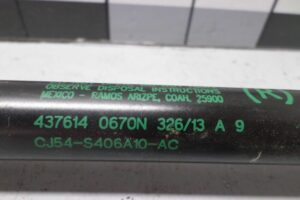 OBSERVE DISPOSAL INSTRUCTIONS
MEXICO - RAMOS ARIZPE, COAH. 25900
(R)
437614 0670N 326/13 A 9
CJ54-S406A10-AC